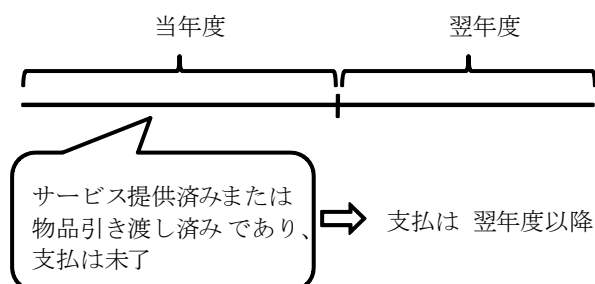 当年度 翌年度
サービス提供済みまたは
物品引き渡し済みであり、
支払は未了
支払は 翌年度以降